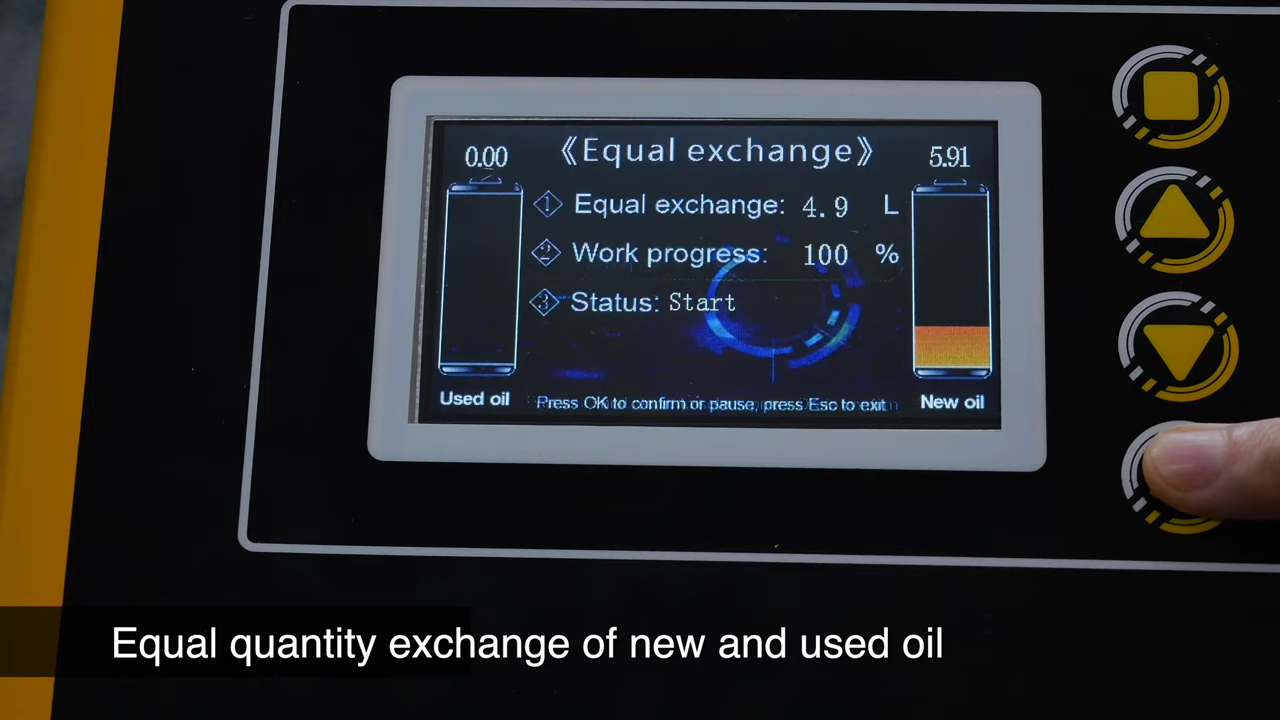 0.00
《Equal exchange》
5.91
1 Equal exchange: 4.9 L
2 Work progress: 100 %
3 Status: Start
Used oil
Press OK to confirm or pause, press Esc to exit
New oil
Equal quantity exchange of new and used oil